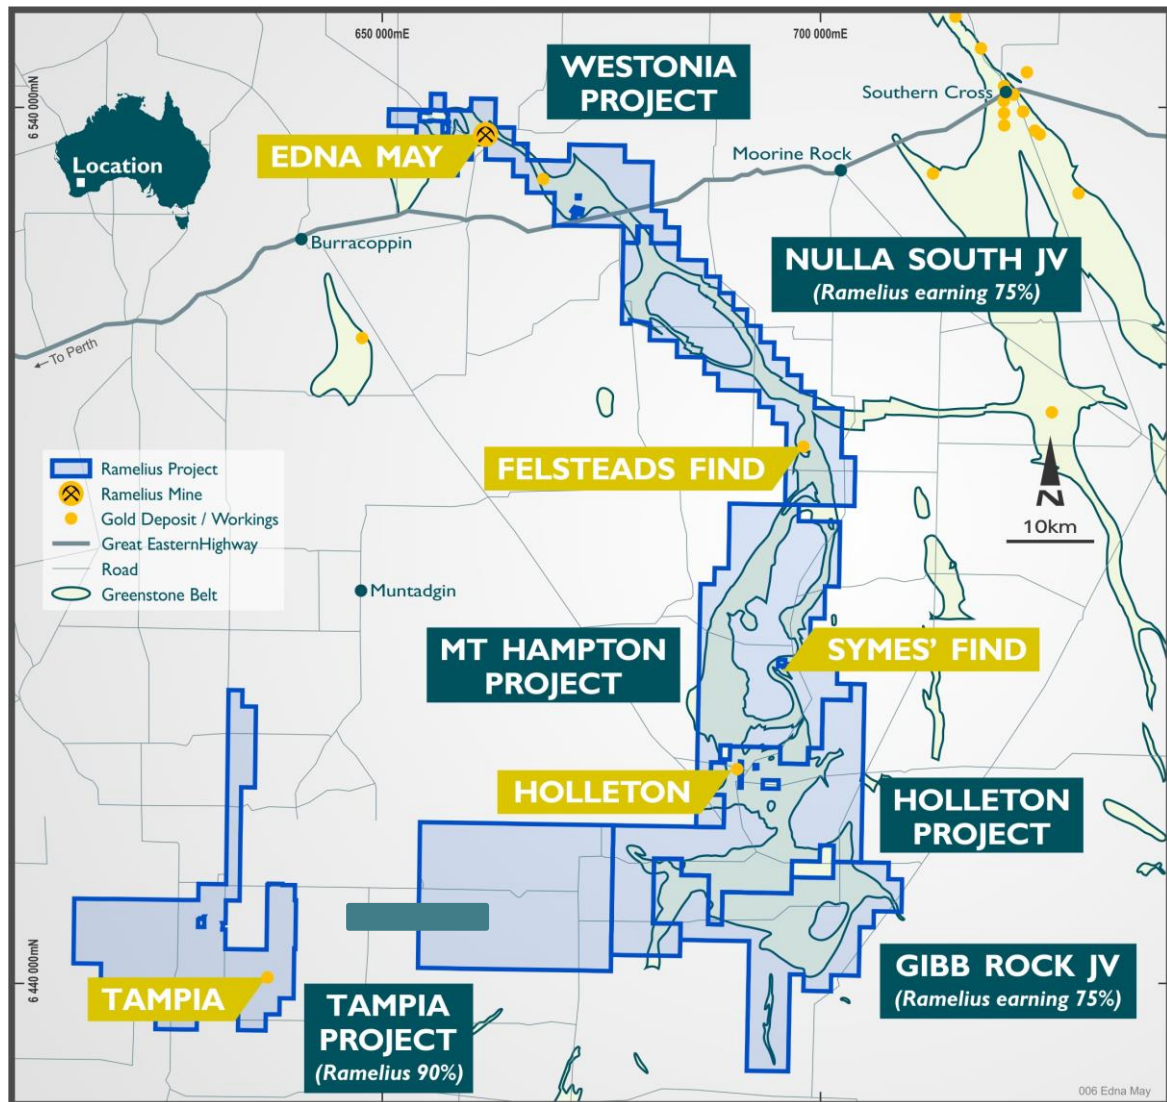 650 000mE
700 000mE
6 540 000mN
WESTONIA
PROJECT
Southern Cross
Location
EDNA MAY
Moorine Rock
Burracoppin
NULLA SOUTH JV
(Ramelius earning 75%)
← To Perth
FELSTEADS FIND
Ramelius Project
Ramelius Mine
Gold Deposit / Workings
Great EasternHighway
Road
Greenstone Belt
N
10km
Muntadgin
MT HAMPTON
PROJECT
SYMES' FIND
HOLLETON
HOLLETON
PROJECT
6 440 000mN
TAMPIA
TAMPIA
PROJECT
(Ramelius 90%)
GIBB ROCK JV
(Ramelius earning 75%)
006 Edna May